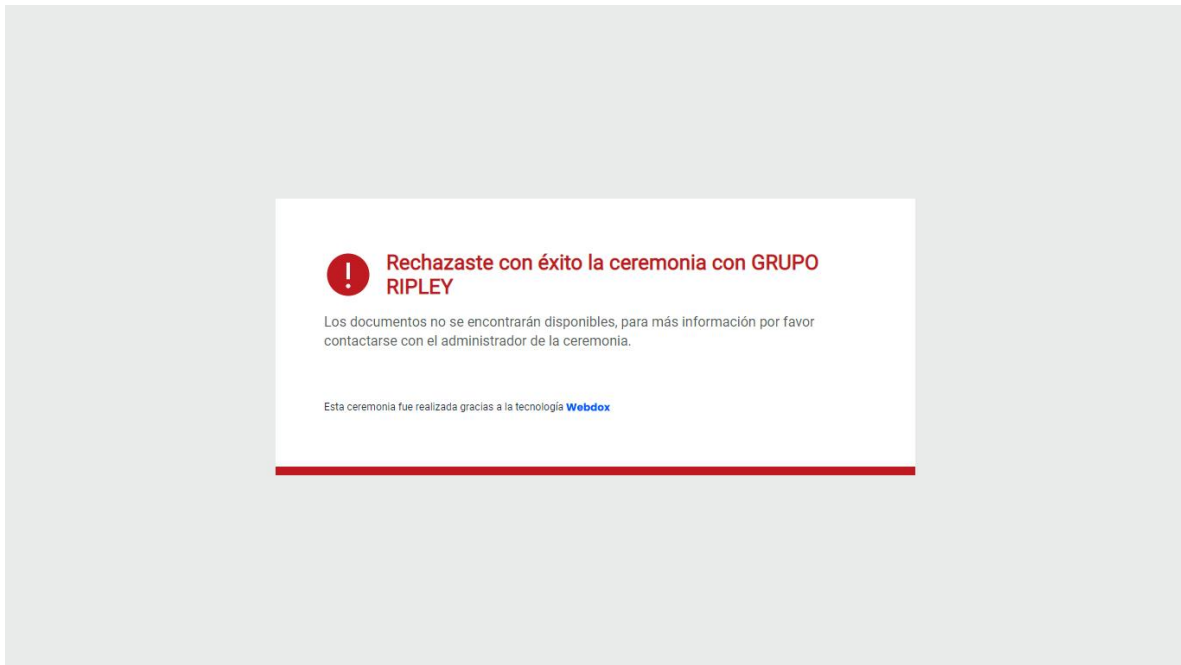 Rechazaste con éxito la ceremonia con GRUPO
RIPLEY
Los documentos no se encontrarán disponibles, para más información por favor
contactarse con el administrador de la ceremonia.
Esta ceremonia fue realizada gracias a la tecnología Webdox